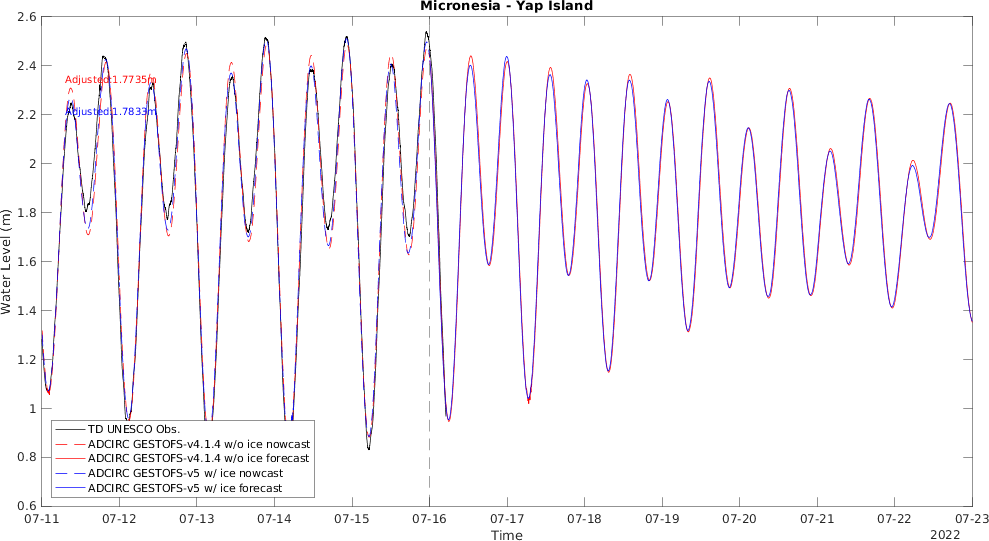 Micronesia - Yap Island
2.6
2.4
2.2
2
1.8
1.6
1.4
1.2
1
0.8
0.6
Water Level (m)
Adjusted:1.7735m
Adjusted:1.7833m
TD UNESCO Obs.
ADCIRC GESTOFS-v4.1.4 w/o ice nowcast
ADCIRC GESTOFS-v4.1.4 w/o ice forecast
ADCIRC GESTOFS-v5 w/ ice nowcast
ADCIRC GESTOFS-v5 w/ ice forecast
07-11 07-12 07-13 07-14 07-15 07-16 07-17 07-18 07-19 07-20 07-21 07-22 07-23
Time
2022